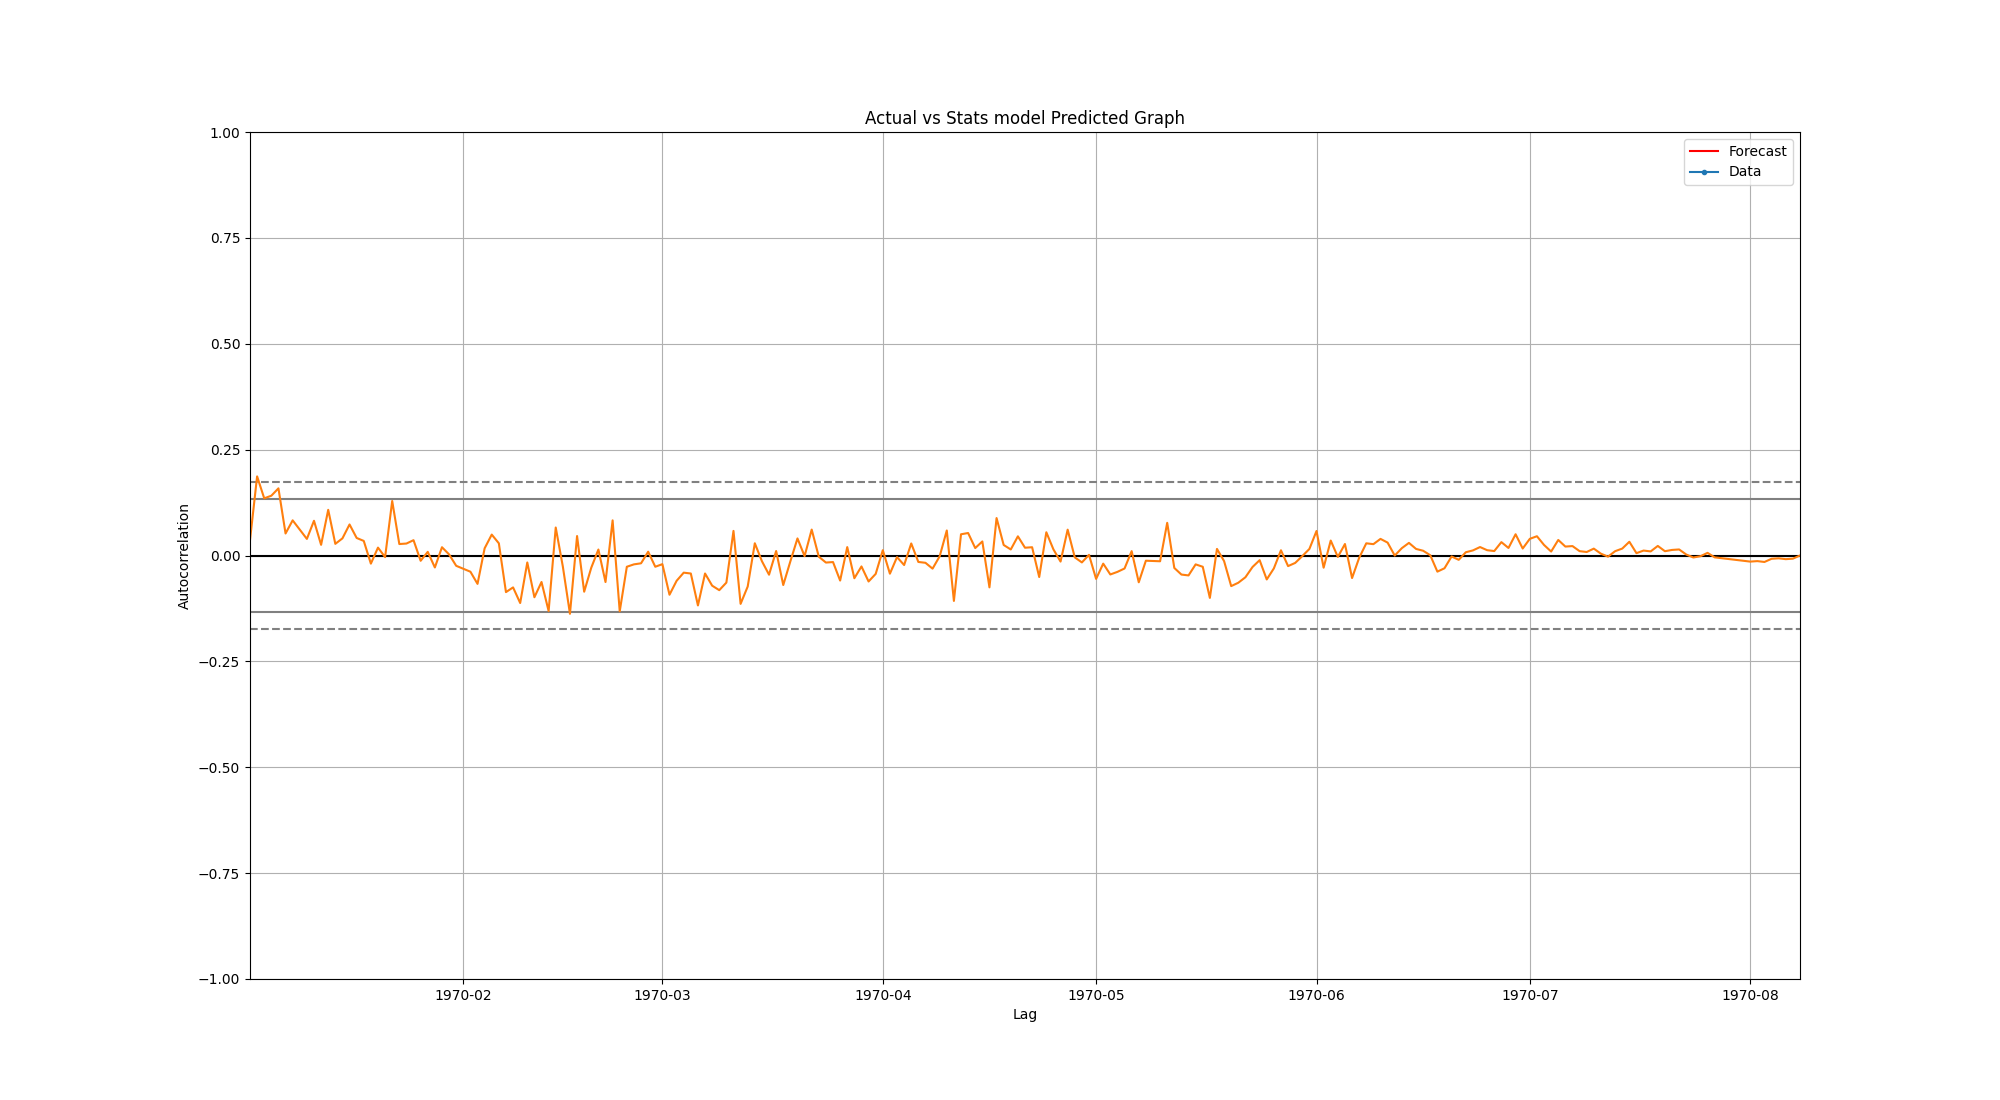 Actual vs Stats model Predicted Graph
1.00
0.75
0.50
0.25
0.00
−0.25
−0.50
−0.75
−1.00
Autocorrelation
Forecast
Data
1970-02 1970-03 1970-04 1970-05 1970-06 1970-07 1970-08
Lag